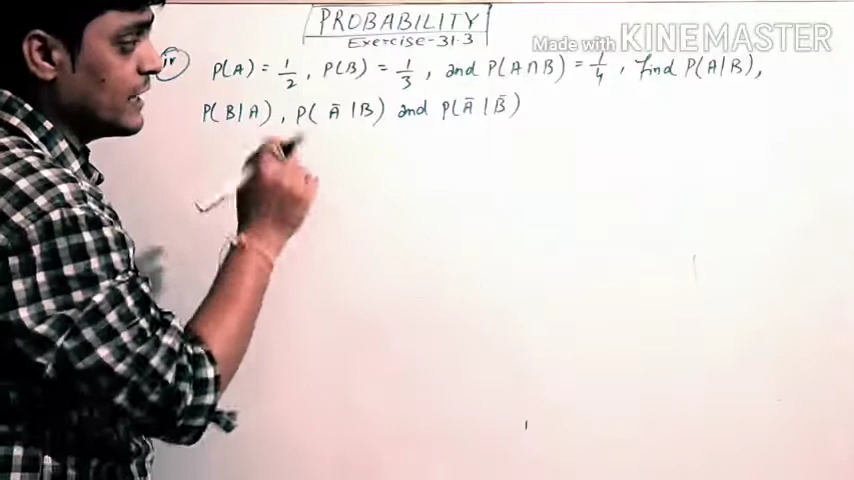 PROBABILITY
Exercise-31.3
Made with KINEMASTER
iv P(A) = 1/2, P(B) = 1/3, and P(A∩B) = 1/4, find P(A|B),
P(B|A), P(Ā|B) and P(Ā|B̄)